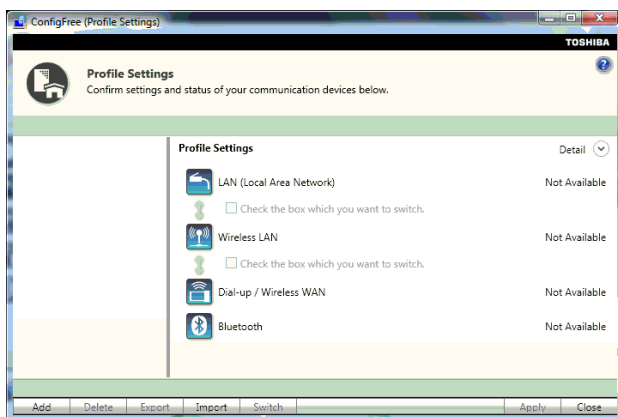 ConfigFree (Profile Settings)
TOSHIBA
Profile Settings
Confirm settings and status of your communication devices below.
Profile Settings Detail
LAN (Local Area Network) Not Available
Check the box which you want to switch.
Wireless LAN Not Available
Check the box which you want to switch.
Dial-up / Wireless WAN Not Available
Bluetooth Not Available
Add Delete Export Import Switch Apply Close